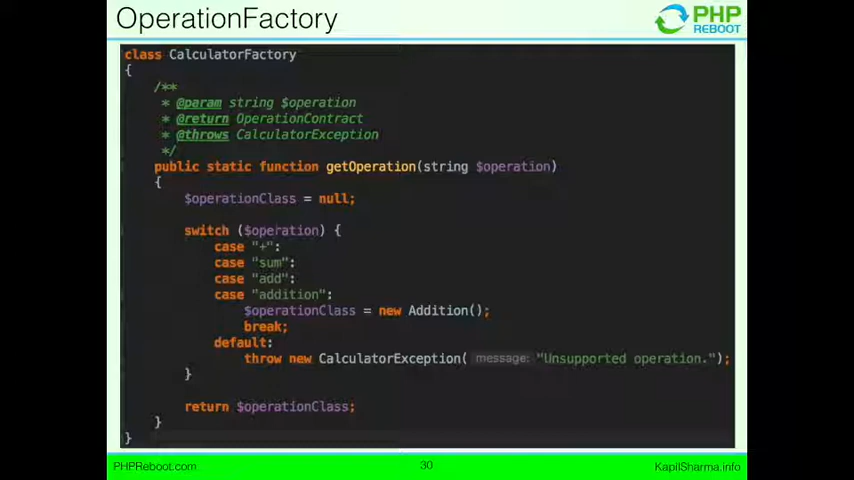 OperationFactory
PHP
REBOOT
class CalculatorFactory
{
/**
* @param string $operation
* @return OperationContract
* @throws CalculatorException
*/
public static function getOperation(string $operation)
{
$operationClass = null;
switch ($operation) {
case "+":
case "sum":
case "add":
case "addition":
$operationClass = new Addition();
break;
default:
throw new CalculatorException( message: "Unsupported operation.");
}
return $operationClass;
}
}
PHPReboot.com
30
KapilSharma.info